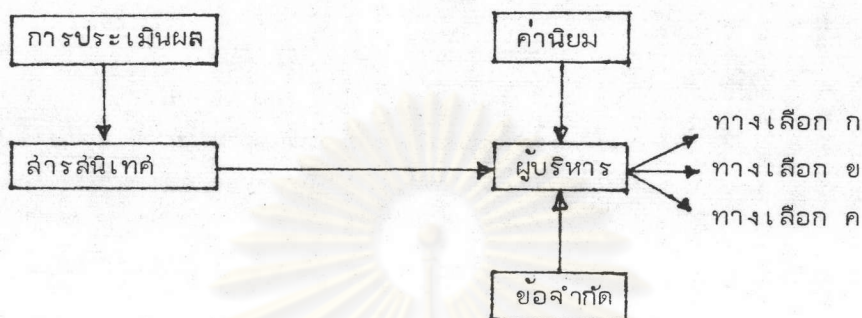 การประเมินผล
ค่านิยม
ทางเลือก ก
สารสนิเทศ
ผู้บริหาร
ทางเลือก ข
ทางเลือก ค
ข้อจำกัด